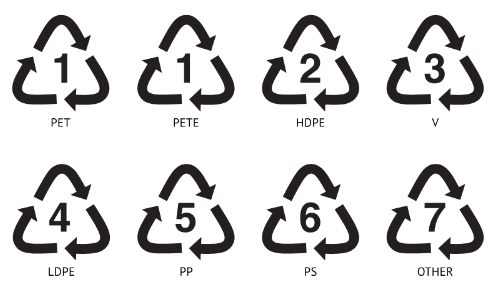 1 1 2 3
PET PETE HDPE V
4 5 6 7
LDPE PP PS OTHER